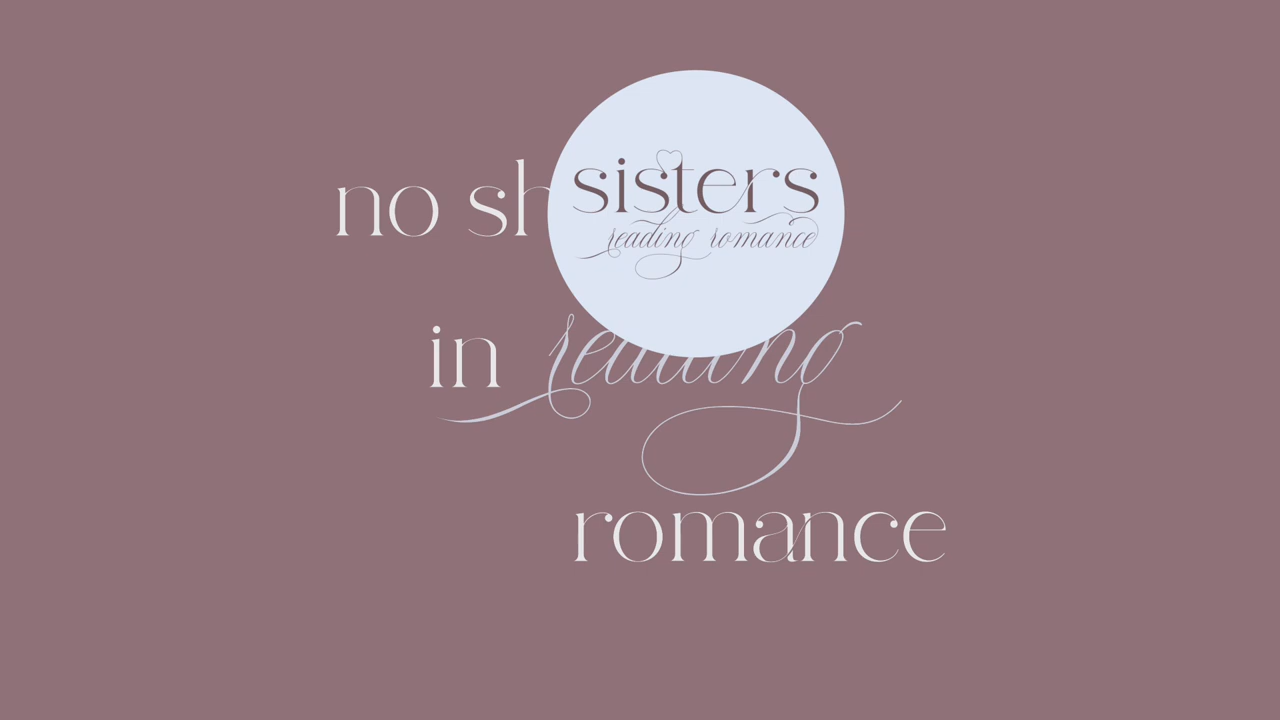 no sh
sisters
reading romance
in reading
romance